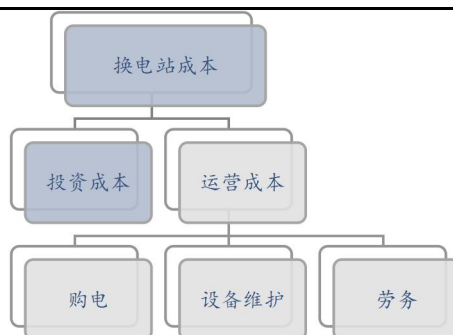 换电站成本
投资成本
运营成本
购电
设备维护
劳务